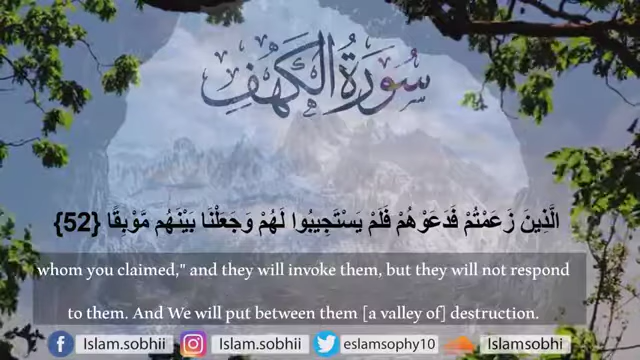 سُورَةُ الكَهْفِ
الَّذِينَ زَعَمْتُمْ فَدَعَوْهُمْ فَلَمْ يَسْتَجِيبُوا لَهُمْ وَجَعَلْنَا بَيْنَهُم مَّوْبِقًا {52}
whom you claimed," and they will invoke them, but they will not respond
to them. And We will put between them [a valley of] destruction.
Islam.sobhii Islam.sobhii eslamsophy10 Islamsobhi